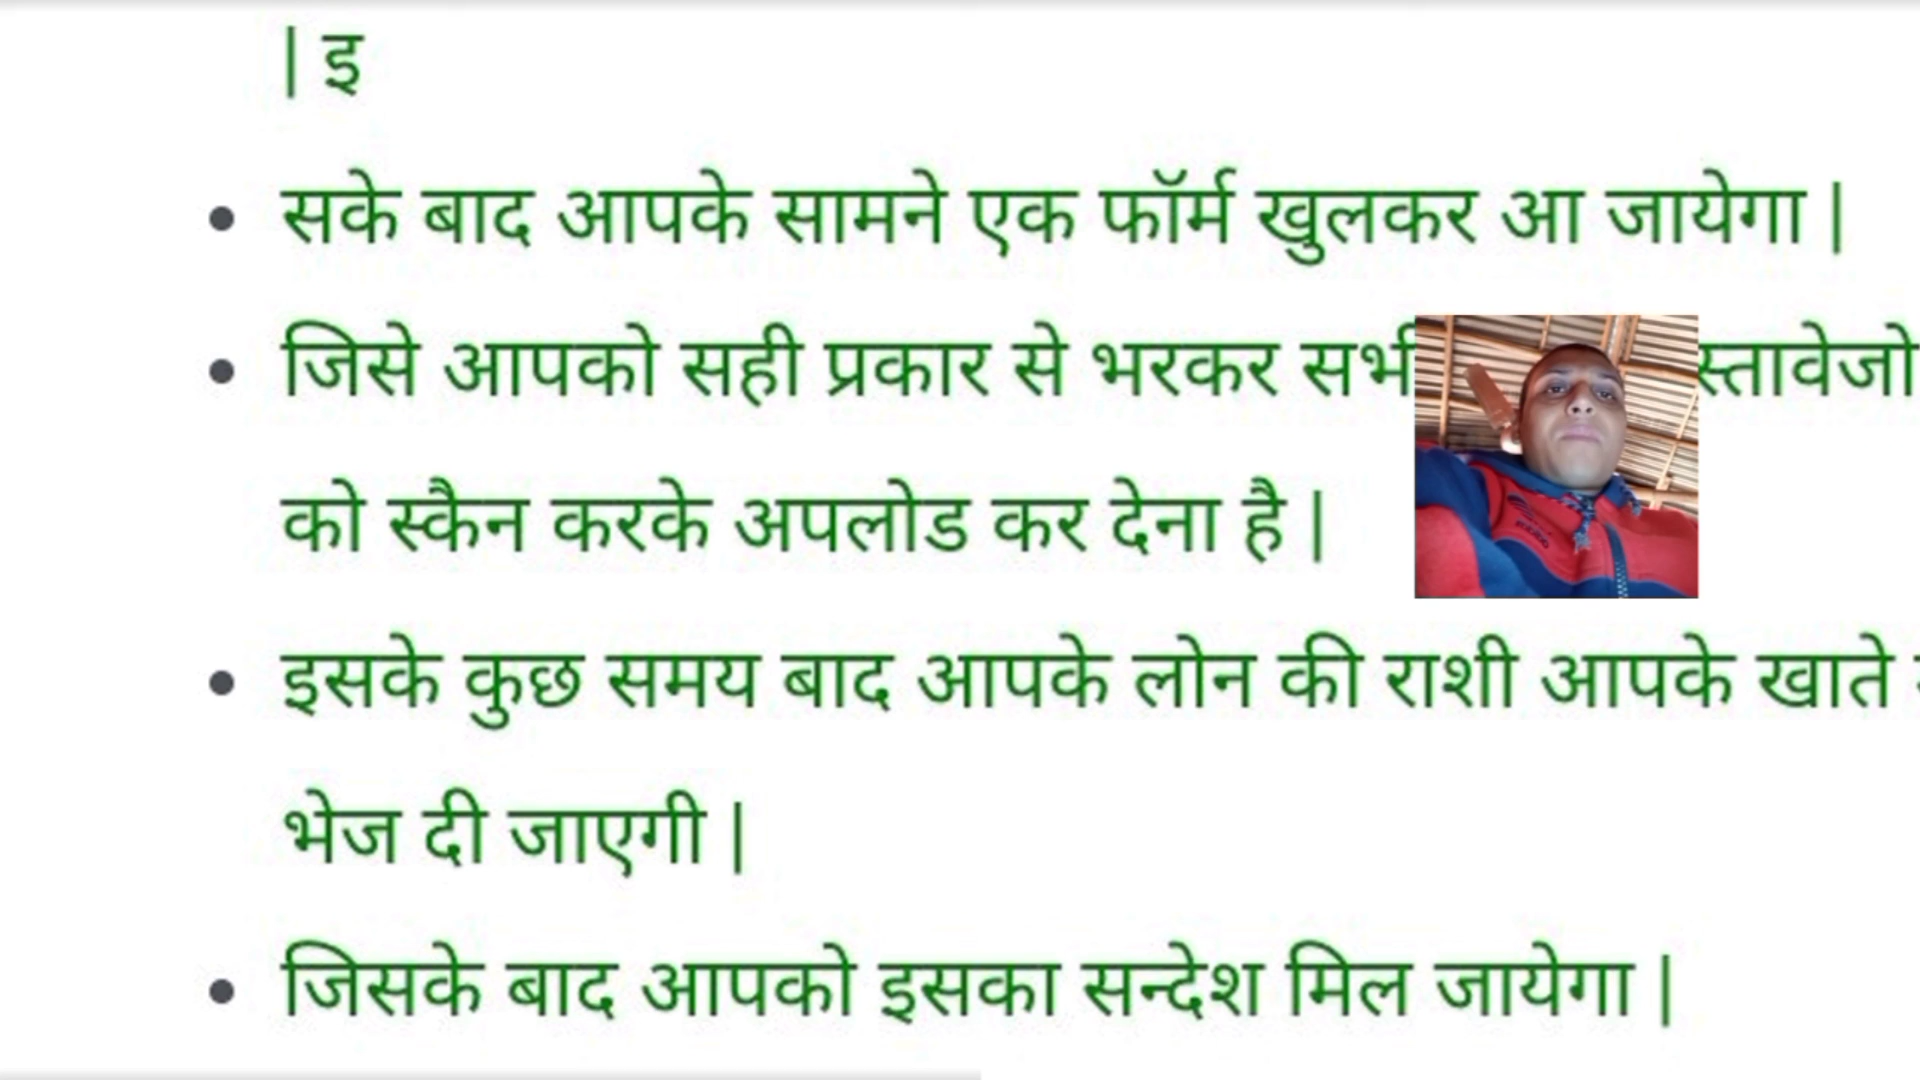 | इ
सके बाद आपके सामने एक फॉर्म खुलकर आ जायेगा |
जिसे आपको सही प्रकार से भरकर सभी स्तावेजो
को स्कैन करके अपलोड कर देना है |
इसके कुछ समय बाद आपके लोन की राशी आपके खाते
भेज दी जाएगी |
जिसके बाद आपको इसका सन्देश मिल जायेगा |